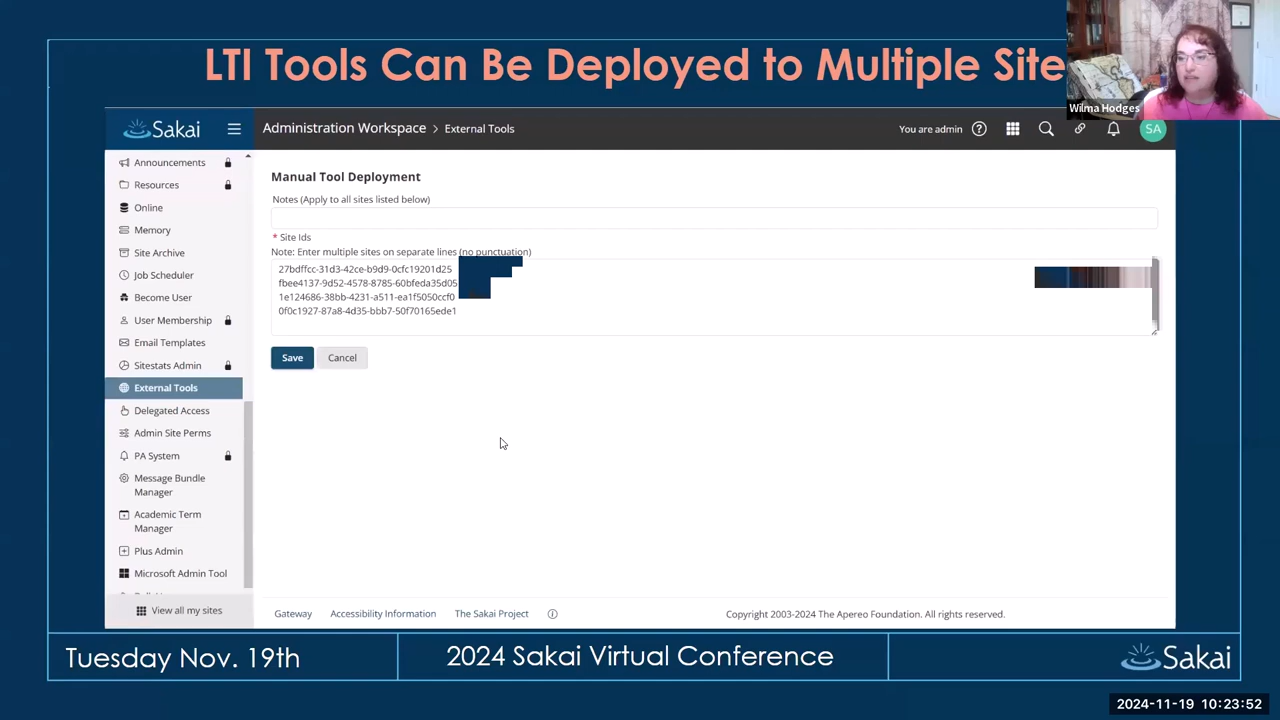 LTI Tools Can Be Deployed to Multiple Site
Wilma Hodges
Sakai
Administration Workspace > External Tools
You are admin
SA
Announcements
Resources
Online
Memory
Site Archive
Job Scheduler
Become User
User Membership
Email Templates
Sitestats Admin
External Tools
Delegated Access
Admin Site Perms
PA System
Message Bundle
Manager
Academic Term
Manager
Plus Admin
Microsoft Admin Tool
View all my sites
Manual Tool Deployment
Notes (Apply to all sites listed below)
* Site Ids
Note: Enter multiple sites on separate lines (no punctuation)
27bdffcc-31d3-42ce-b9d9-0cfc19201d25
fbee4137-9d52-4578-8785-60bfeda35d05
1e124686-38bb-4231-a511-ea1f5050ccf0
0f0c1927-87a8-4d35-bbb7-50f70165ede1
Save
Cancel
Gateway
Accessibility Information
The Sakai Project
Copyright 2003-2024 The Apereo Foundation. All rights reserved.
Tuesday Nov. 19th
2024 Sakai Virtual Conference
Sakai
2024-11-19 10:23:52